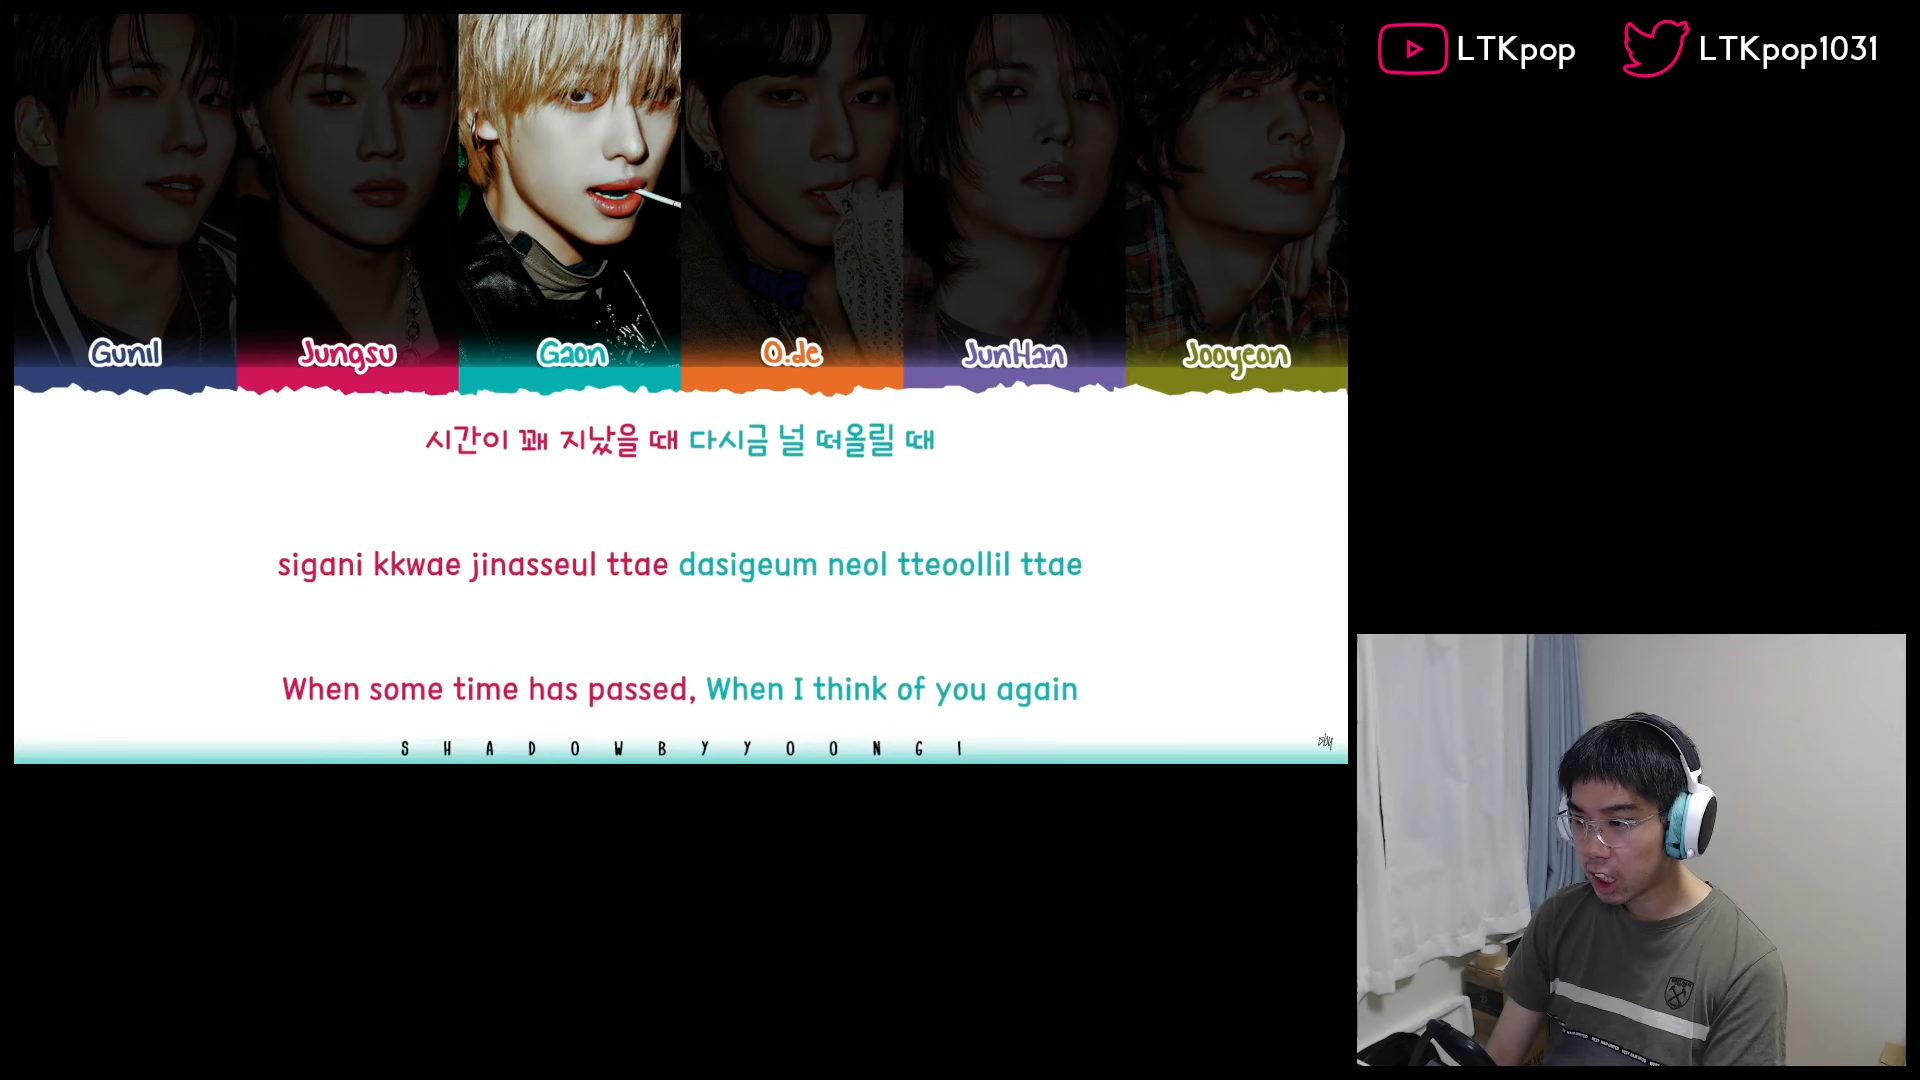 LTKpop LTKpop1031
Gunil Jungsu Gaon O.de JunHan Jooyeon
시간이 꽤 지났을 때 다시금 널 떠올릴 때
sigani kkwae jinasseul ttae dasigeum neol tteoollil ttae
When some time has passed, When I think of you again
SHADOWBYYOONGI
sby